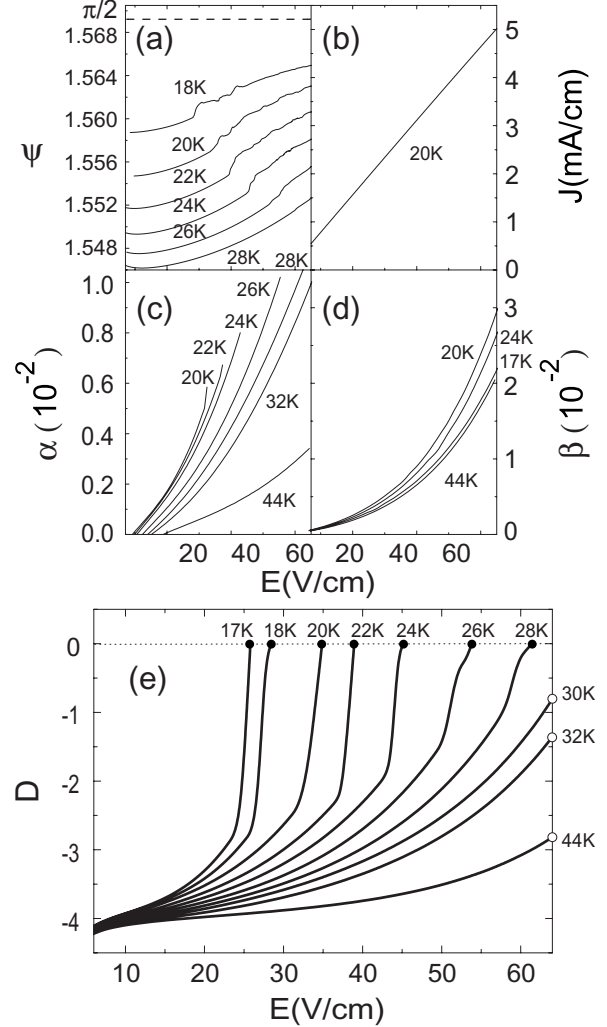 π/2
(a)
(b)
5
1.568
1.564
18K
4
1.560
ψ
20K
3
20K
J(mA/cm)
1.556
22K
2
1.552
24K
26K
1
1.548
28K
28K
0
(c)
(d)
1.0
26K
3
0.8
24K
20K
24K
22K
17K
α (10⁻²)
0.6
20K
2
β (10⁻²)
0.4
32K
1
44K
0.2
44K
0.0
0
20
40
60
20
40
60
E(V/cm)
E(V/cm)
17K 18K 20K 22K 24K 26K 28K
0
(e)
30K
-1
32K
D
-2
44K
-3
-4
10 20 30 40 50 60
E(V/cm)